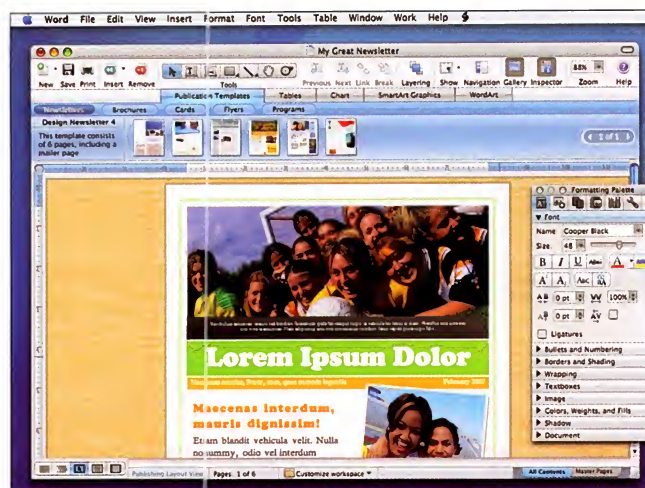 Word File Edit View Insert Format Font Tools Table Window Work Help
My Great Newsletter
New Save Print Insert Remove Tools Previous Next Link Break Layering Show Navigation Gallery Inspector Zoom Help
88%
Publication Templates Tables Chart SmartArt Graphics WordArt
Newsletters Brochures Cards Flyers Programs
Design Newsletter 4
This template consists
of 6 pages, including a
mailer page
1 of 1
Formatting Palette
Font
Name Cooper Black
Size 48
B I U ABC A
A A Abc
0 pt 100%
0 pt AV
Ligatures
Bullets and Numbering
Borders and Shading
Wrapping
Textboxes
Image
Colors, Weights, and Fills
Shadow
Document
Lorem Ipsum Dolor
February 2007
Maecenas interdum,
mauris dignissim!
Etiam blandit vehicula velit. Nulla
nonummy, odio vel interdum
Publishing Layout View Pages 1 of 6 Customize workspace All Contents Master Pages